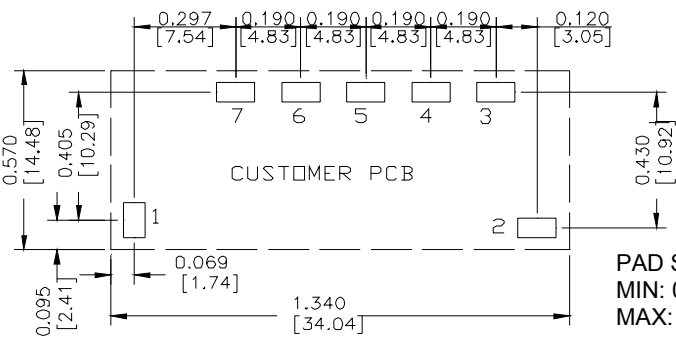 0.297 0.190 0.190 0.190 0.190 0.120
[7.54] [4.83] [4.83] [4.83] [4.83] [3.05]
7 6 5 4 3
0.570
[14.48]
0.405
[10.29]
0.430
[10.92]
CUSTOMER PCB
1
2
0.069
[1.74]
0.095
[2.41]
1.340
[34.04]
PAD S
MIN: 0
MAX: